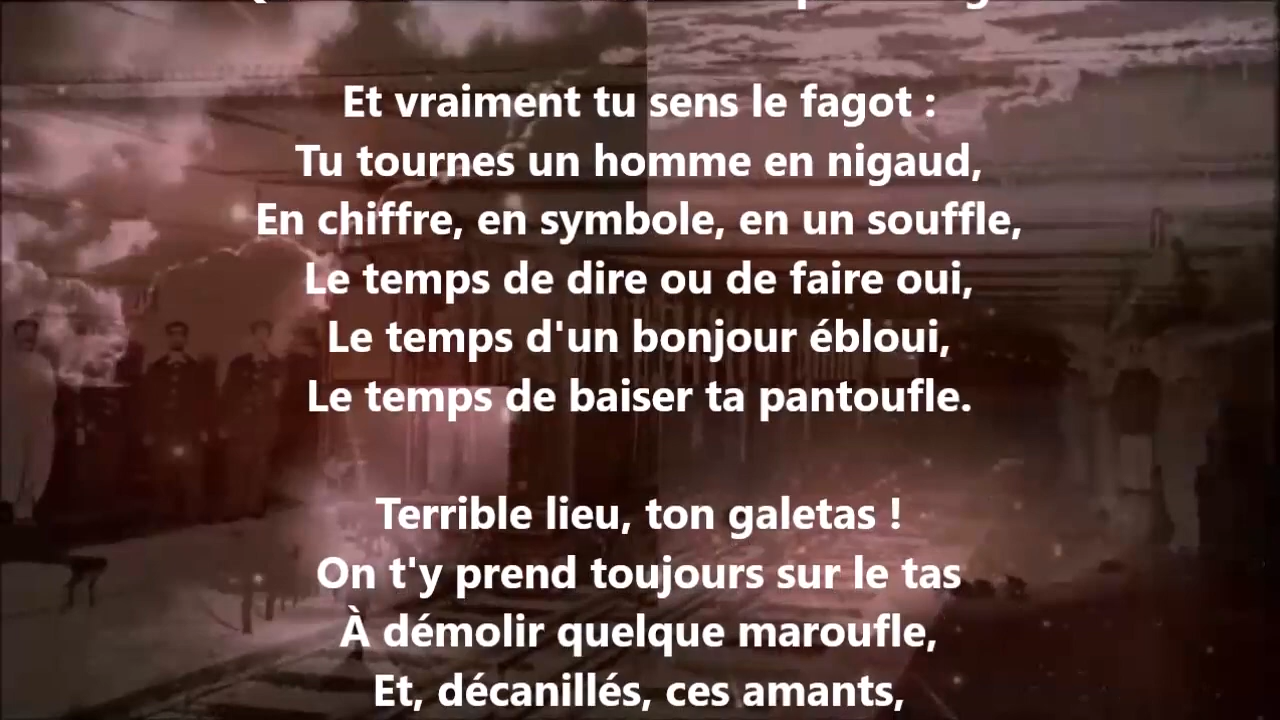 Et vraiment tu sens le fagot :
Tu tournes un homme en nigaud,
En chiffre, en symbole, en un souffle,
Le temps de dire ou de faire oui,
Le temps d'un bonjour ébloui,
Le temps de baiser ta pantoufle.
Terrible lieu, ton galetas !
On t'y prend toujours sur le tas
À démolir quelque maroufle,
Et, décanillés, ces amants,